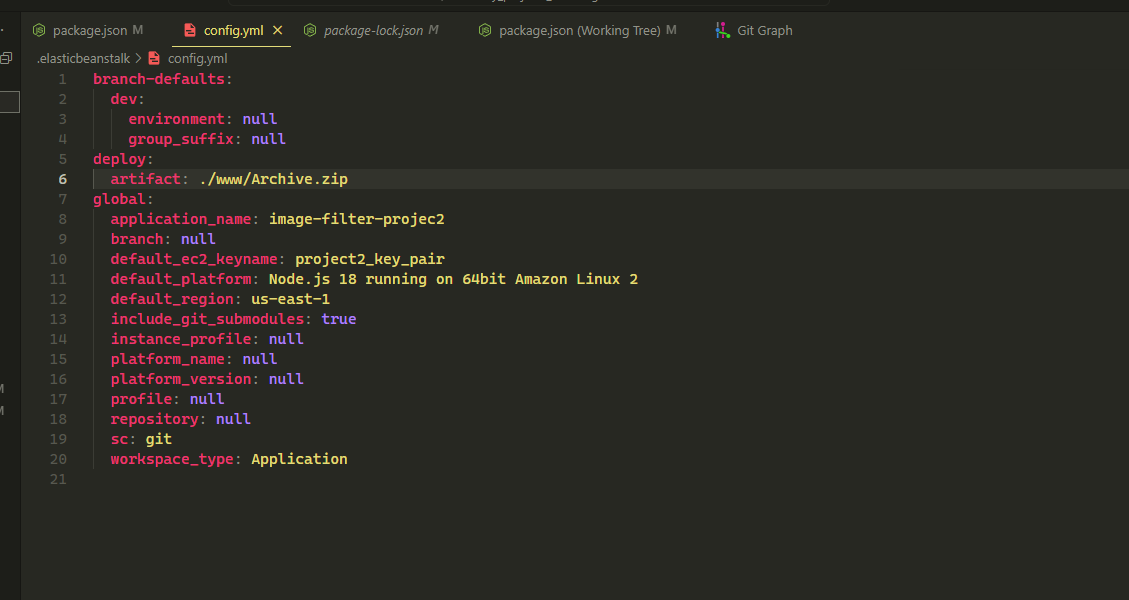 package.json M config.yml package-lock.json M package.json (Working Tree) M Git Graph
.elasticbeanstalk > config.yml
1 branch-defaults:
2 dev:
3 environment: null
4 group_suffix: null
5 deploy:
6 artifact: ./www/Archive.zip
7 global:
8 application_name: image-filter-projec2
9 branch: null
10 default_ec2_keyname: project2_key_pair
11 default_platform: Node.js 18 running on 64bit Amazon Linux 2
12 default_region: us-east-1
13 include_git_submodules: true
14 instance_profile: null
15 platform_name: null
16 platform_version: null
17 profile: null
18 repository: null
19 sc: git
20 workspace_type: Application
21